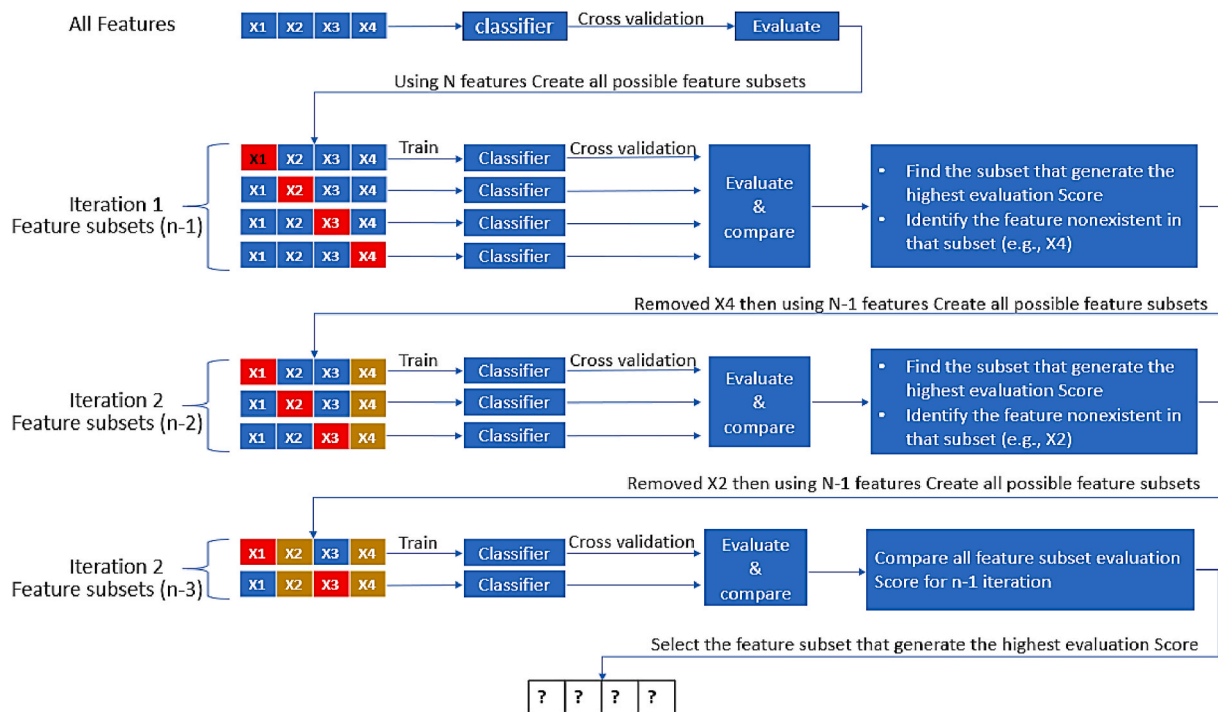 All Features
X1 X2 X3 X4
classifier
Cross validation
Evaluate
Using N features Create all possible feature subsets
Iteration 1
Feature subsets (n-1)
X1 X2 X3 X4
X1 X2 X3 X4
X1 X2 X3 X4
X1 X2 X3 X4
Train
Classifier
Classifier
Classifier
Classifier
Cross validation
Evaluate
&
compare
• Find the subset that generate the
highest evaluation Score
• Identify the feature nonexistent in
that subset (e.g., X4)
Removed X4 then using N-1 features Create all possible feature subsets
Iteration 2
Feature subsets (n-2)
X1 X2 X3 X4
X1 X2 X3 X4
X1 X2 X3 X4
Train
Classifier
Classifier
Classifier
Cross validation
Evaluate
&
compare
• Find the subset that generate the
highest evaluation Score
• Identify the feature nonexistent in
that subset (e.g., X2)
Removed X2 then using N-1 features Create all possible feature subsets
Iteration 2
Feature subsets (n-3)
X1 X2 X3 X4
X1 X2 X3 X4
Train
Classifier
Classifier
Cross validation
Evaluate
&
compare
Compare all feature subset evaluation
Score for n-1 iteration
Select the feature subset that generate the highest evaluation Score
? ? ? ?